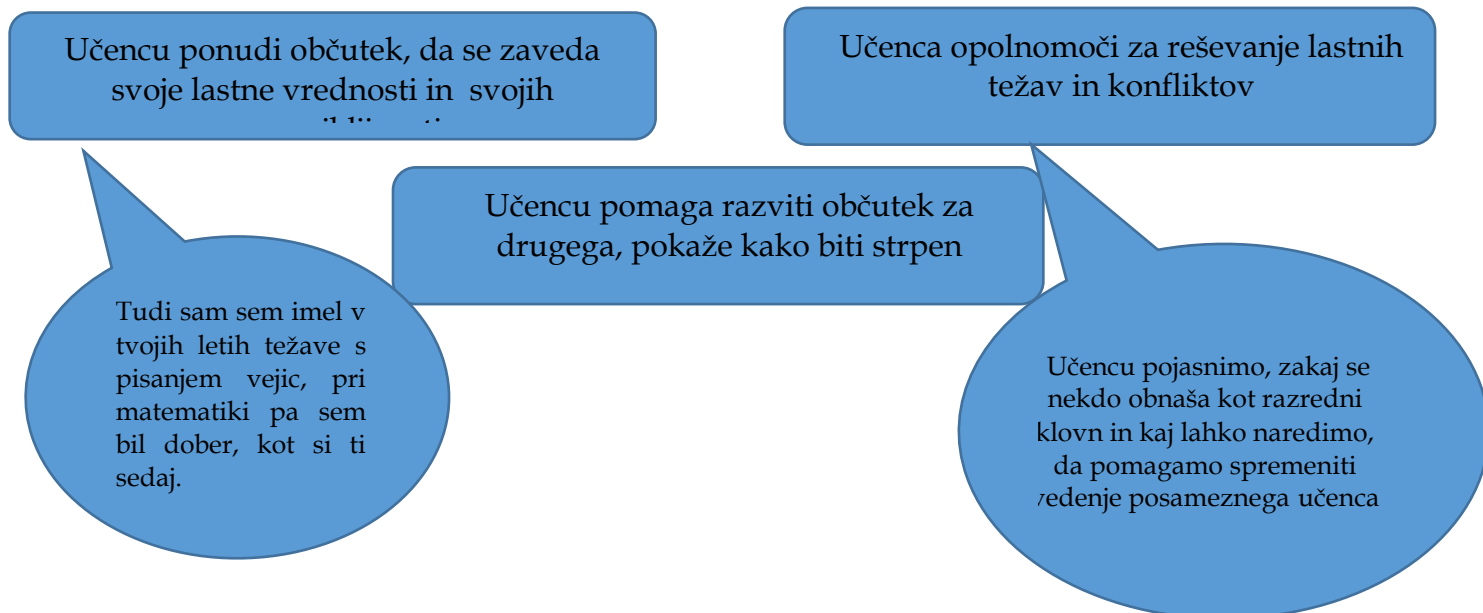 Učencu ponudi občutek, da se zaveda
svoje lastne vrednosti in svojih
Učenca opolnomoči za reševanje lastnih
težav in konfliktov
Učencu pomaga razviti občutek za
drugega, pokaže kako biti strpen
Tudi sam sem imel v
tvojih letih težave s
pisanjem vejic, pri
matematiki pa sem
bil dober, kot si ti
sedaj.
Učencu pojasnimo, zakaj se
nekdo obnaša kot razredni
klovn in kaj lahko naredimo,
da pomagamo spremeniti
vedenje posameznega učenca